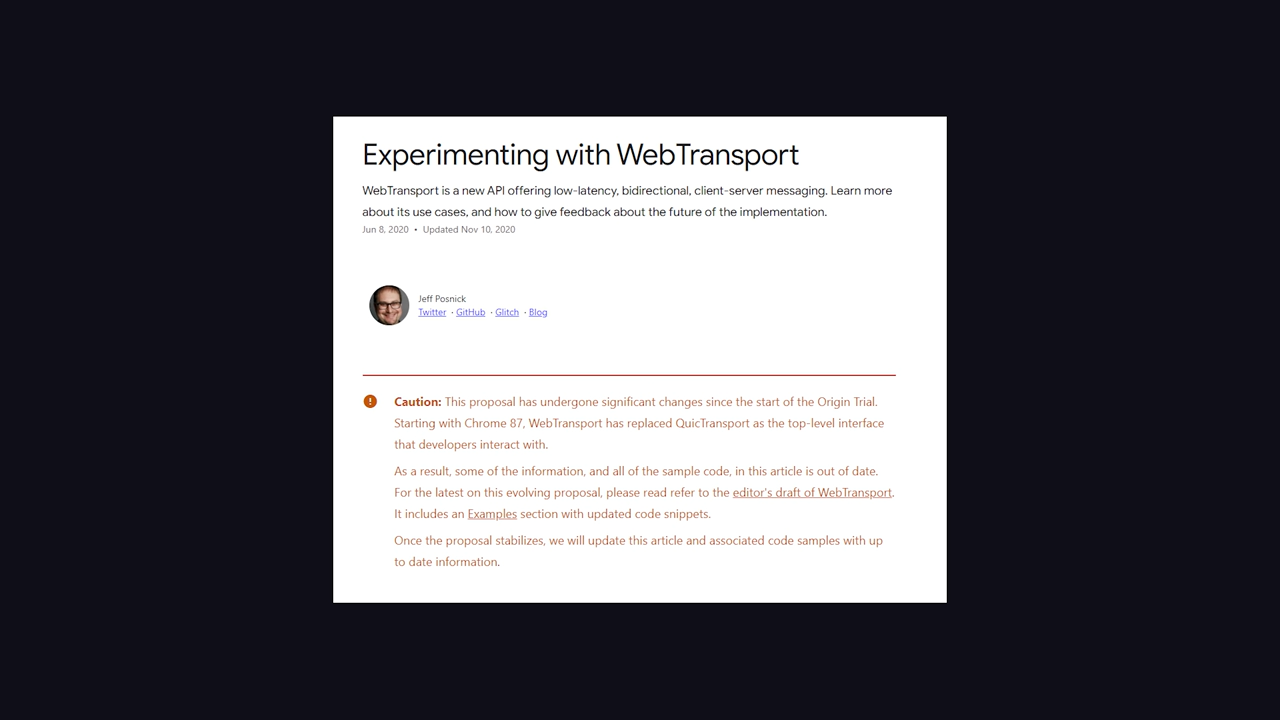 Experimenting with WebTransport
WebTransport is a new API offering low-latency, bidirectional, client-server messaging. Learn more
about its use cases, and how to give feedback about the future of the implementation.
Jun 8, 2020 • Updated Nov 10, 2020
Jeff Posnick
Twitter · GitHub · Glitch · Blog
Caution: This proposal has undergone significant changes since the start of the Origin Trial.
Starting with Chrome 87, WebTransport has replaced QuicTransport as the top-level interface
that developers interact with.
As a result, some of the information, and all of the sample code, in this article is out of date.
For the latest on this evolving proposal, please read refer to the editor's draft of WebTransport.
It includes an Examples section with updated code snippets.
Once the proposal stabilizes, we will update this article and associated code samples with up
to date information.